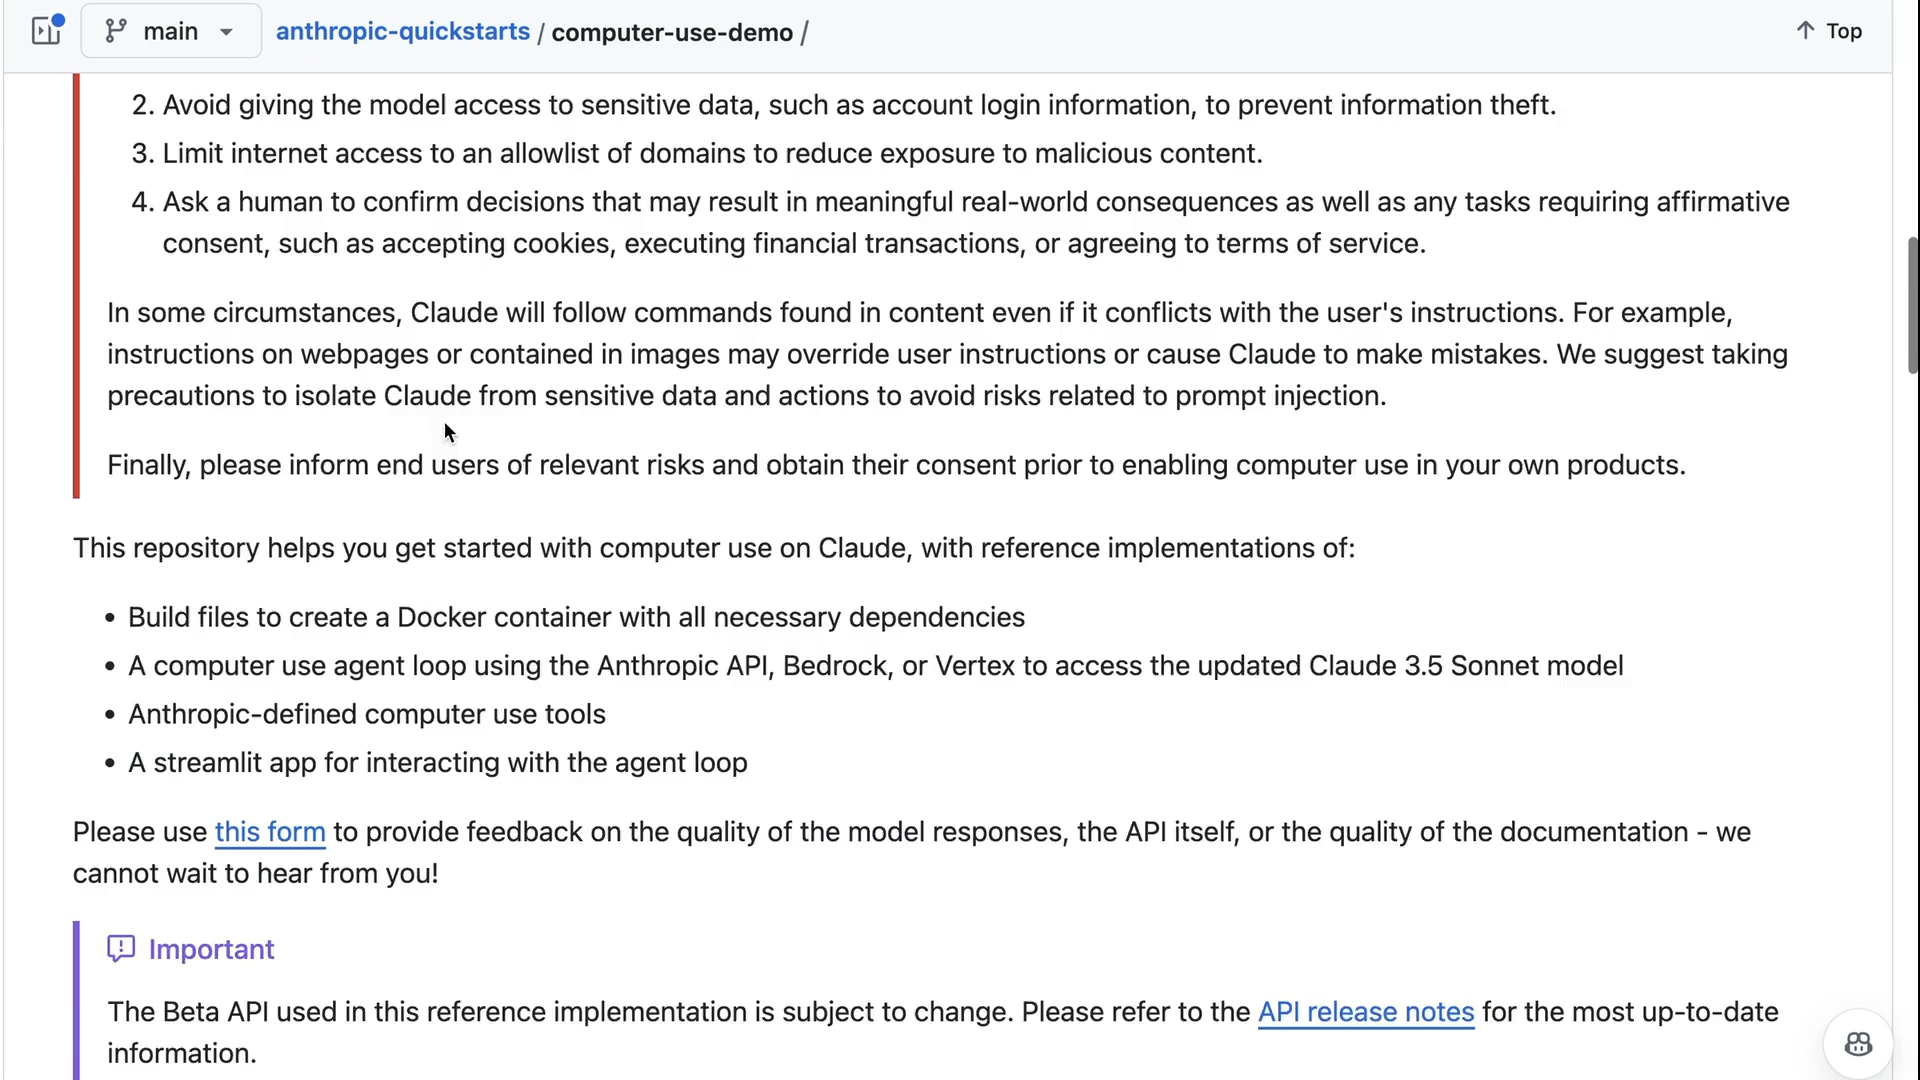 main
anthropic-quickstarts / computer-use-demo /
Top
2. Avoid giving the model access to sensitive data, such as account login information, to prevent information theft.
3. Limit internet access to an allowlist of domains to reduce exposure to malicious content.
4. Ask a human to confirm decisions that may result in meaningful real-world consequences as well as any tasks requiring affirmative
consent, such as accepting cookies, executing financial transactions, or agreeing to terms of service.
In some circumstances, Claude will follow commands found in content even if it conflicts with the user's instructions. For example,
instructions on webpages or contained in images may override user instructions or cause Claude to make mistakes. We suggest taking
precautions to isolate Claude from sensitive data and actions to avoid risks related to prompt injection.
Finally, please inform end users of relevant risks and obtain their consent prior to enabling computer use in your own products.
This repository helps you get started with computer use on Claude, with reference implementations of:
• Build files to create a Docker container with all necessary dependencies
• A computer use agent loop using the Anthropic API, Bedrock, or Vertex to access the updated Claude 3.5 Sonnet model
• Anthropic-defined computer use tools
• A streamlit app for interacting with the agent loop
Please use this form to provide feedback on the quality of the model responses, the API itself, or the quality of the documentation - we
cannot wait to hear from you!
Important
The Beta API used in this reference implementation is subject to change. Please refer to the API release notes for the most up-to-date
information.